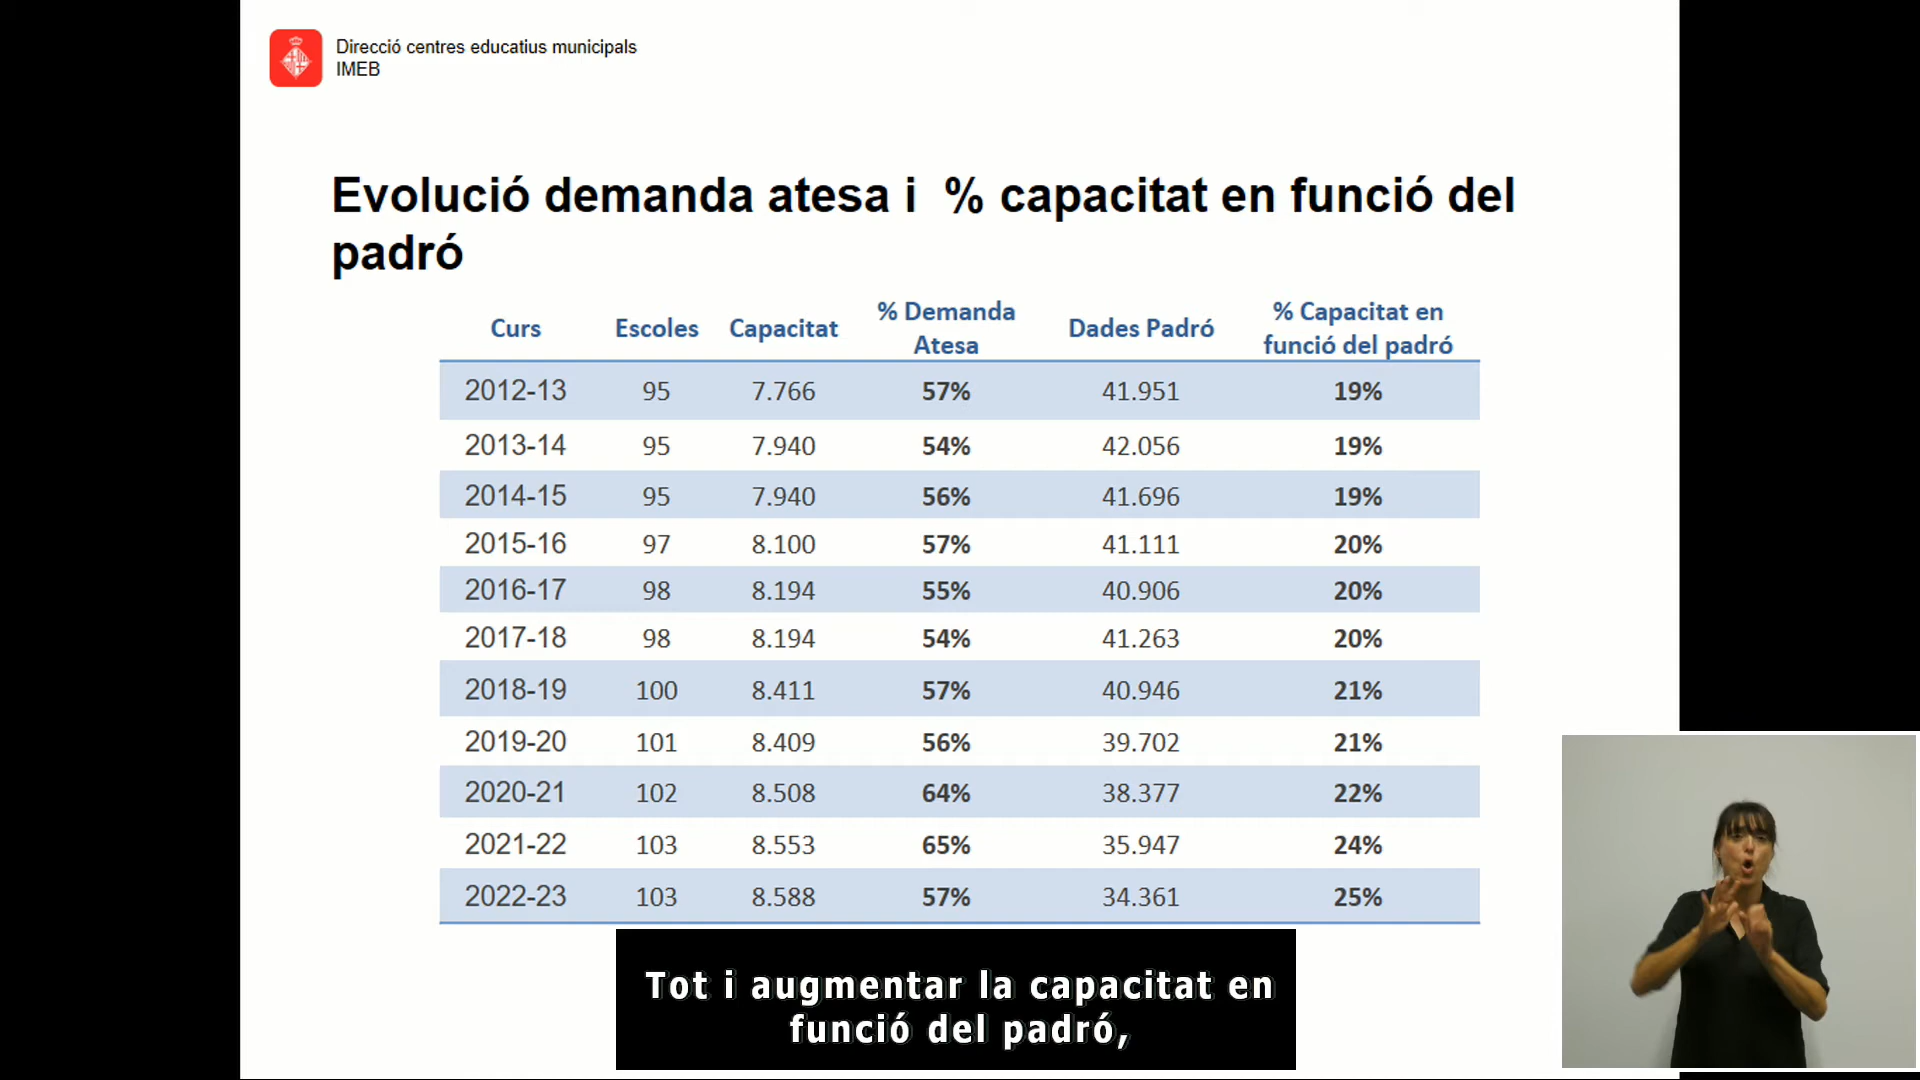 Direcció centres educatius municipals
IMEB
Evolució demanda atesa i % capacitat en funció del
padró
Curs Escoles Capacitat % Demanda Atesa Dades Padró % Capacitat en funció del padró
2012-13 95 7.766 57% 41.951 19%
2013-14 95 7.940 54% 42.056 19%
2014-15 95 7.940 56% 41.696 19%
2015-16 97 8.100 57% 41.111 20%
2016-17 98 8.194 55% 40.906 20%
2017-18 98 8.194 54% 41.263 20%
2018-19 100 8.411 57% 40.946 21%
2019-20 101 8.409 56% 39.702 21%
2020-21 102 8.508 64% 38.377 22%
2021-22 103 8.553 65% 35.947 24%
2022-23 103 8.588 57% 34.361 25%
Tot i augmentar la capacitat en
funció del padró,